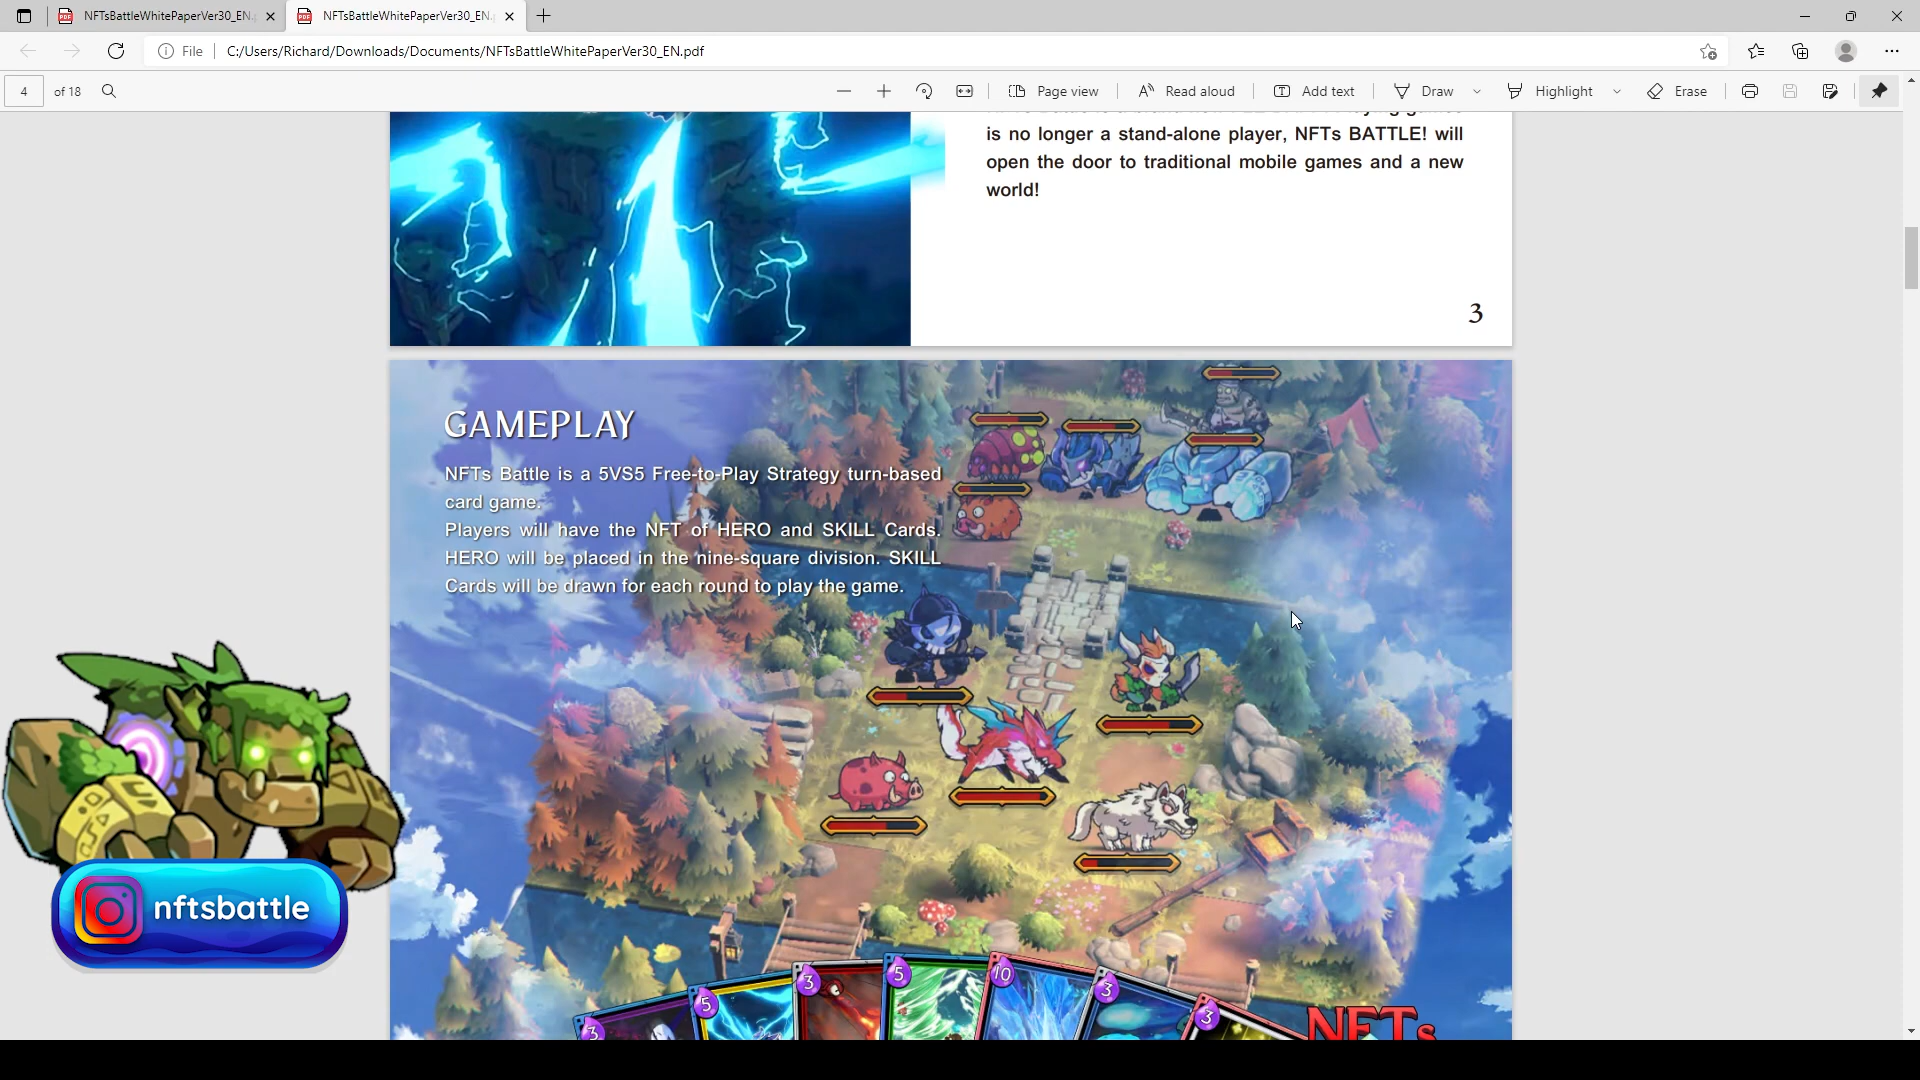 NFTsBattleWhitePaperVer30_EN.
NFTsBattleWhitePaperVer30_EN.
File
C:/Users/Richard/Downloads/Documents/NFTsBattleWhitePaperVer30_EN.pdf
4 of 18
Page view
Read aloud
Add text
Draw
Highlight
Erase
is no longer a stand-alone player, NFTs BATTLE! will
open the door to traditional mobile games and a new
world!
3
GAMEPLAY
NFTs Battle is a 5VS5 Free-to-Play Strategy turn-based
card game.
Players will have the NFT of HERO and SKILL Cards.
HERO will be placed in the nine-square division. SKILL
Cards will be drawn for each round to play the game.
nftsbattle
3
5
3
5
10
3
3
NFTs